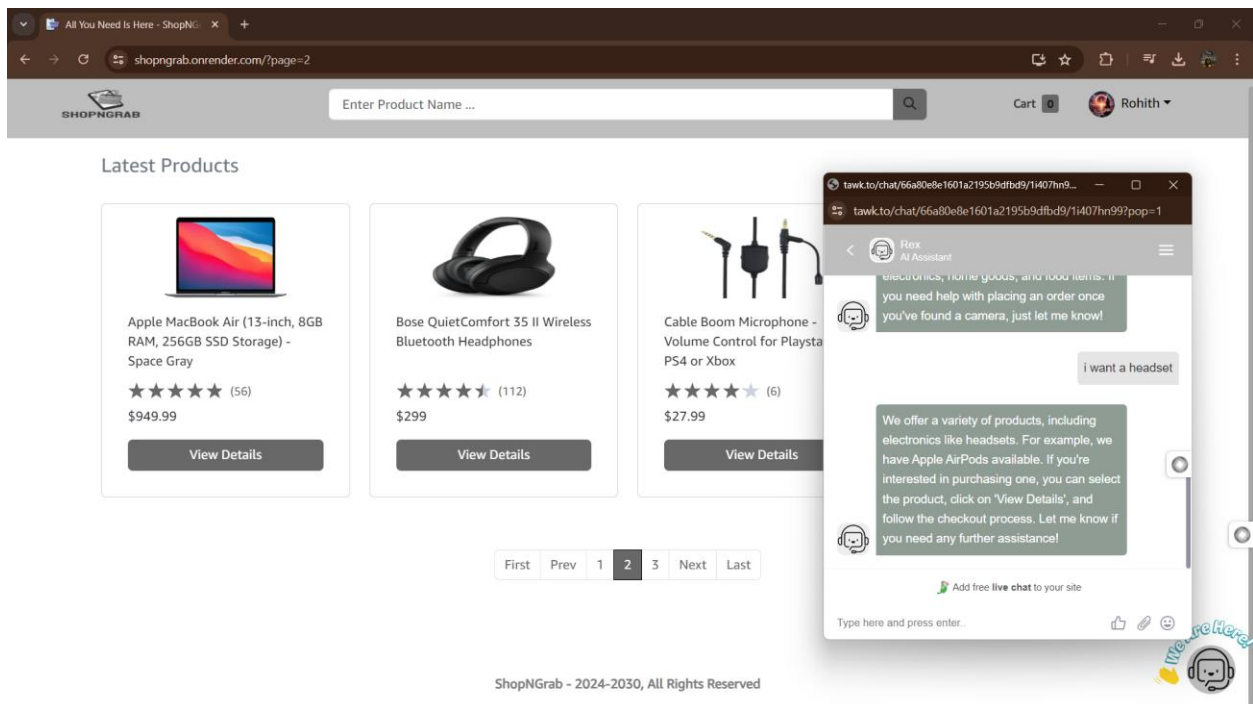 All You Need Is Here - ShopNG
shopngrab.onrender.com/?page=2
SHOPNGRAB
Enter Product Name ...
Cart 0
Rohith
Latest Products
Apple MacBook Air (13-inch, 8GB
RAM, 256GB SSD Storage) -
Space Gray
(56)
$949.99
View Details
Bose QuietComfort 35 II Wireless
Bluetooth Headphones
(112)
$299
View Details
Cable Boom Microphone -
Volume Control for Playsta
PS4 or Xbox
(6)
$27.99
View Details
First Prev 1 2 3 Next Last
ShopNGrab - 2024-2030, All Rights Reserved
tawk.to/chat/66a80e8e1601a2195b9dfbd9/1i407hn9...
tawk.to/chat/66a80e8e1601a2195b9dfbd9/1i407hn99?pop=1
Rex
AI Assistant
electronics, home goods, and food items. If
you need help with placing an order once
you've found a camera, just let me know!
i want a headset
We offer a variety of products, including
electronics like headsets. For example, we
have Apple AirPods available. If you're
interested in purchasing one, you can select
the product, click on 'View Details', and
follow the checkout process. Let me know if
you need any further assistance!
Add free live chat to your site
Type here and press enter..
We Are Here!